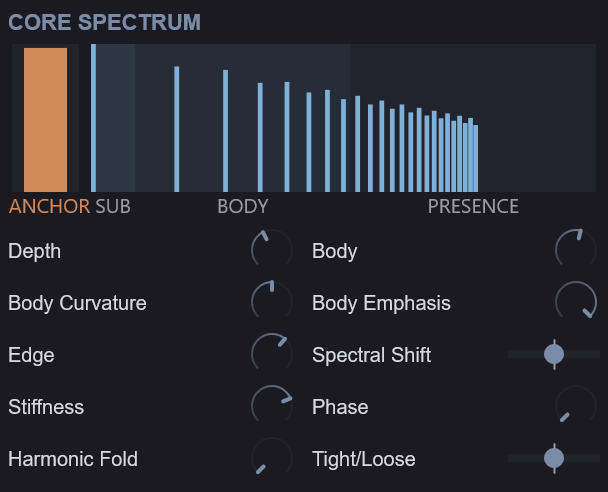 CORE SPECTRUM
ANCHOR SUB BODY PRESENCE
Depth Body
Body Curvature Body Emphasis
Edge Spectral Shift
Stiffness Phase
Harmonic Fold Tight/Loose